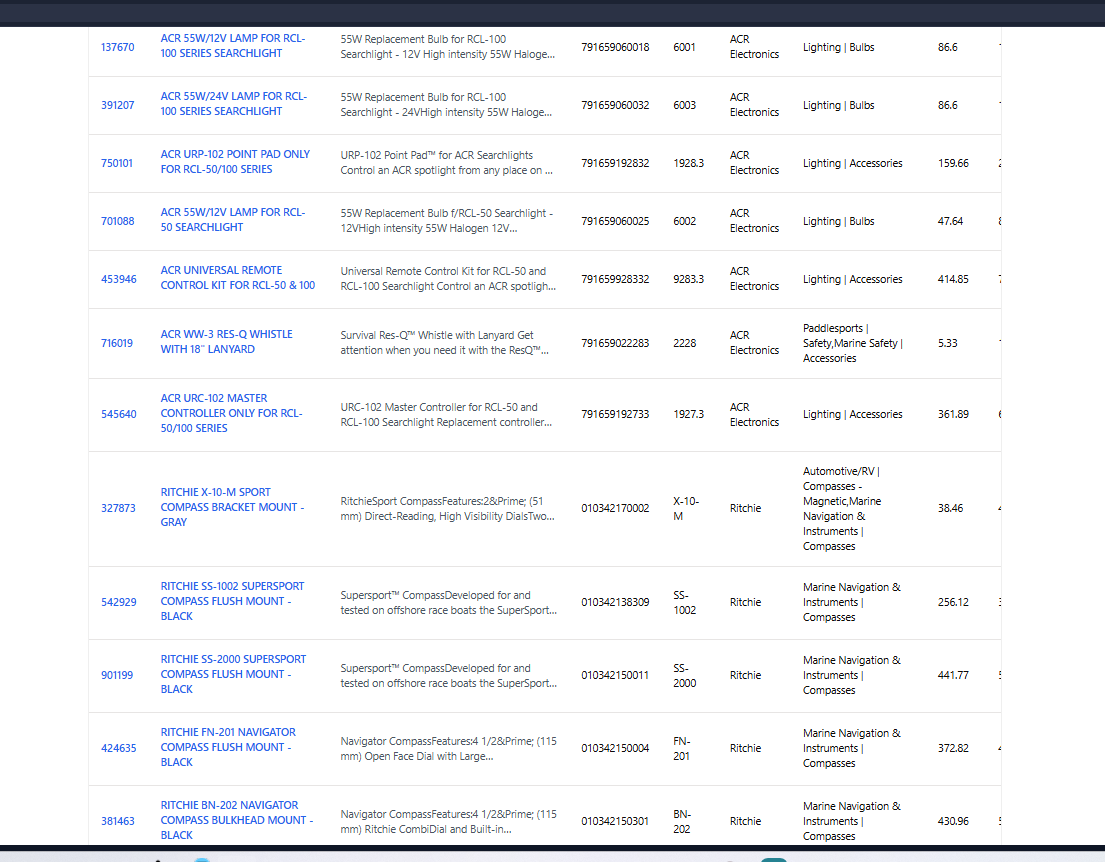 137670
ACR 55W/12V LAMP FOR RCL-
100 SERIES SEARCHLIGHT
55W Replacement Bulb for RCL-100
Searchlight - 12V High intensity 55W Haloge...
791659060018
6001
ACR
Electronics
Lighting | Bulbs
86.6
391207
ACR 55W/24V LAMP FOR RCL-
100 SERIES SEARCHLIGHT
55W Replacement Bulb for RCL-100
Searchlight - 24VHigh intensity 55W Haloge...
791659060032
6003
ACR
Electronics
Lighting | Bulbs
86.6
750101
ACR URP-102 POINT PAD ONLY
FOR RCL-50/100 SERIES
URP-102 Point Pad™ for ACR Searchlights
Control an ACR spotlight from any place on ...
791659192832
1928.3
ACR
Electronics
Lighting | Accessories
159.66
701088
ACR 55W/12V LAMP FOR RCL-
50 SEARCHLIGHT
55W Replacement Bulb f/RCL-50 Searchlight -
12VHigh intensity 55W Halogen 12V...
791659060025
6002
ACR
Electronics
Lighting | Bulbs
47.64
453946
ACR UNIVERSAL REMOTE
CONTROL KIT FOR RCL-50 & 100
Universal Remote Control Kit for RCL-50 and
RCL-100 Searchlight Control an ACR spotligh...
791659928332
9283.3
ACR
Electronics
Lighting | Accessories
414.85
716019
ACR WW-3 RES-Q WHISTLE
WITH 18" LANYARD
Survival Res-Q™ Whistle with Lanyard Get
attention when you need it with the ResQ™...
791659022283
2228
ACR
Electronics
Paddlesports |
Safety,Marine Safety |
Accessories
5.33
545640
ACR URC-102 MASTER
CONTROLLER ONLY FOR RCL-
50/100 SERIES
URC-102 Master Controller for RCL-50 and
RCL-100 Searchlight Replacement controller...
791659192733
1927.3
ACR
Electronics
Lighting | Accessories
361.89
327873
RITCHIE X-10-M SPORT
COMPASS BRACKET MOUNT -
GRAY
RitchieSport CompassFeatures:2&Prime; (51
mm) Direct-Reading, High Visibility DialsTwo...
010342170002
X-10-
M
Ritchie
Automotive/RV |
Compasses -
Magnetic,Marine
Navigation &
Instruments |
Compasses
38.46
542929
RITCHIE SS-1002 SUPERSPORT
COMPASS FLUSH MOUNT -
BLACK
Supersport™ CompassDeveloped for and
tested on offshore race boats the SuperSport...
010342138309
SS-
1002
Ritchie
Marine Navigation &
Instruments |
Compasses
256.12
901199
RITCHIE SS-2000 SUPERSPORT
COMPASS FLUSH MOUNT -
BLACK
Supersport™ CompassDeveloped for and
tested on offshore race boats the SuperSport...
010342150011
SS-
2000
Ritchie
Marine Navigation &
Instruments |
Compasses
441.77
424635
RITCHIE FN-201 NAVIGATOR
COMPASS FLUSH MOUNT -
BLACK
Navigator CompassFeatures:4 1/2&Prime; (115
mm) Open Face Dial with Large...
010342150004
FN-
201
Ritchie
Marine Navigation &
Instruments |
Compasses
372.82
381463
RITCHIE BN-202 NAVIGATOR
COMPASS BULKHEAD MOUNT -
BLACK
Navigator CompassFeatures:4 1/2&Prime; (115
mm) Ritchie CombiDial and Built-in...
010342150301
BN-
202
Ritchie
Marine Navigation &
Instruments |
Compasses
430.96